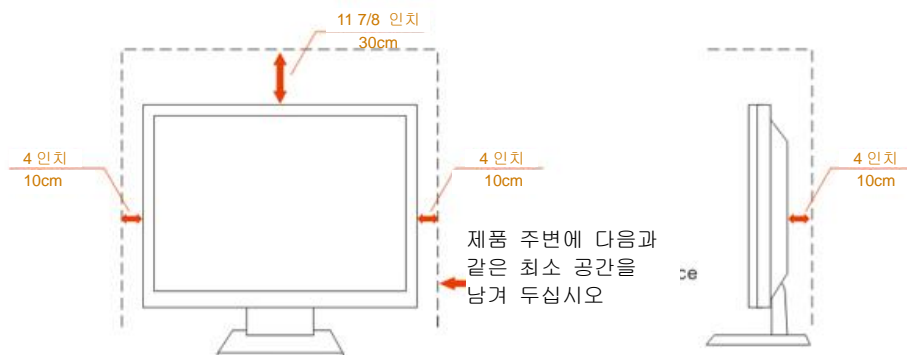 11 7/8 인치
30cm
4 인치
10cm
4 인치
10cm
4 인치
10cm
제품 주변에 다음과
같은 최소 공간을
남겨 두십시오
ce